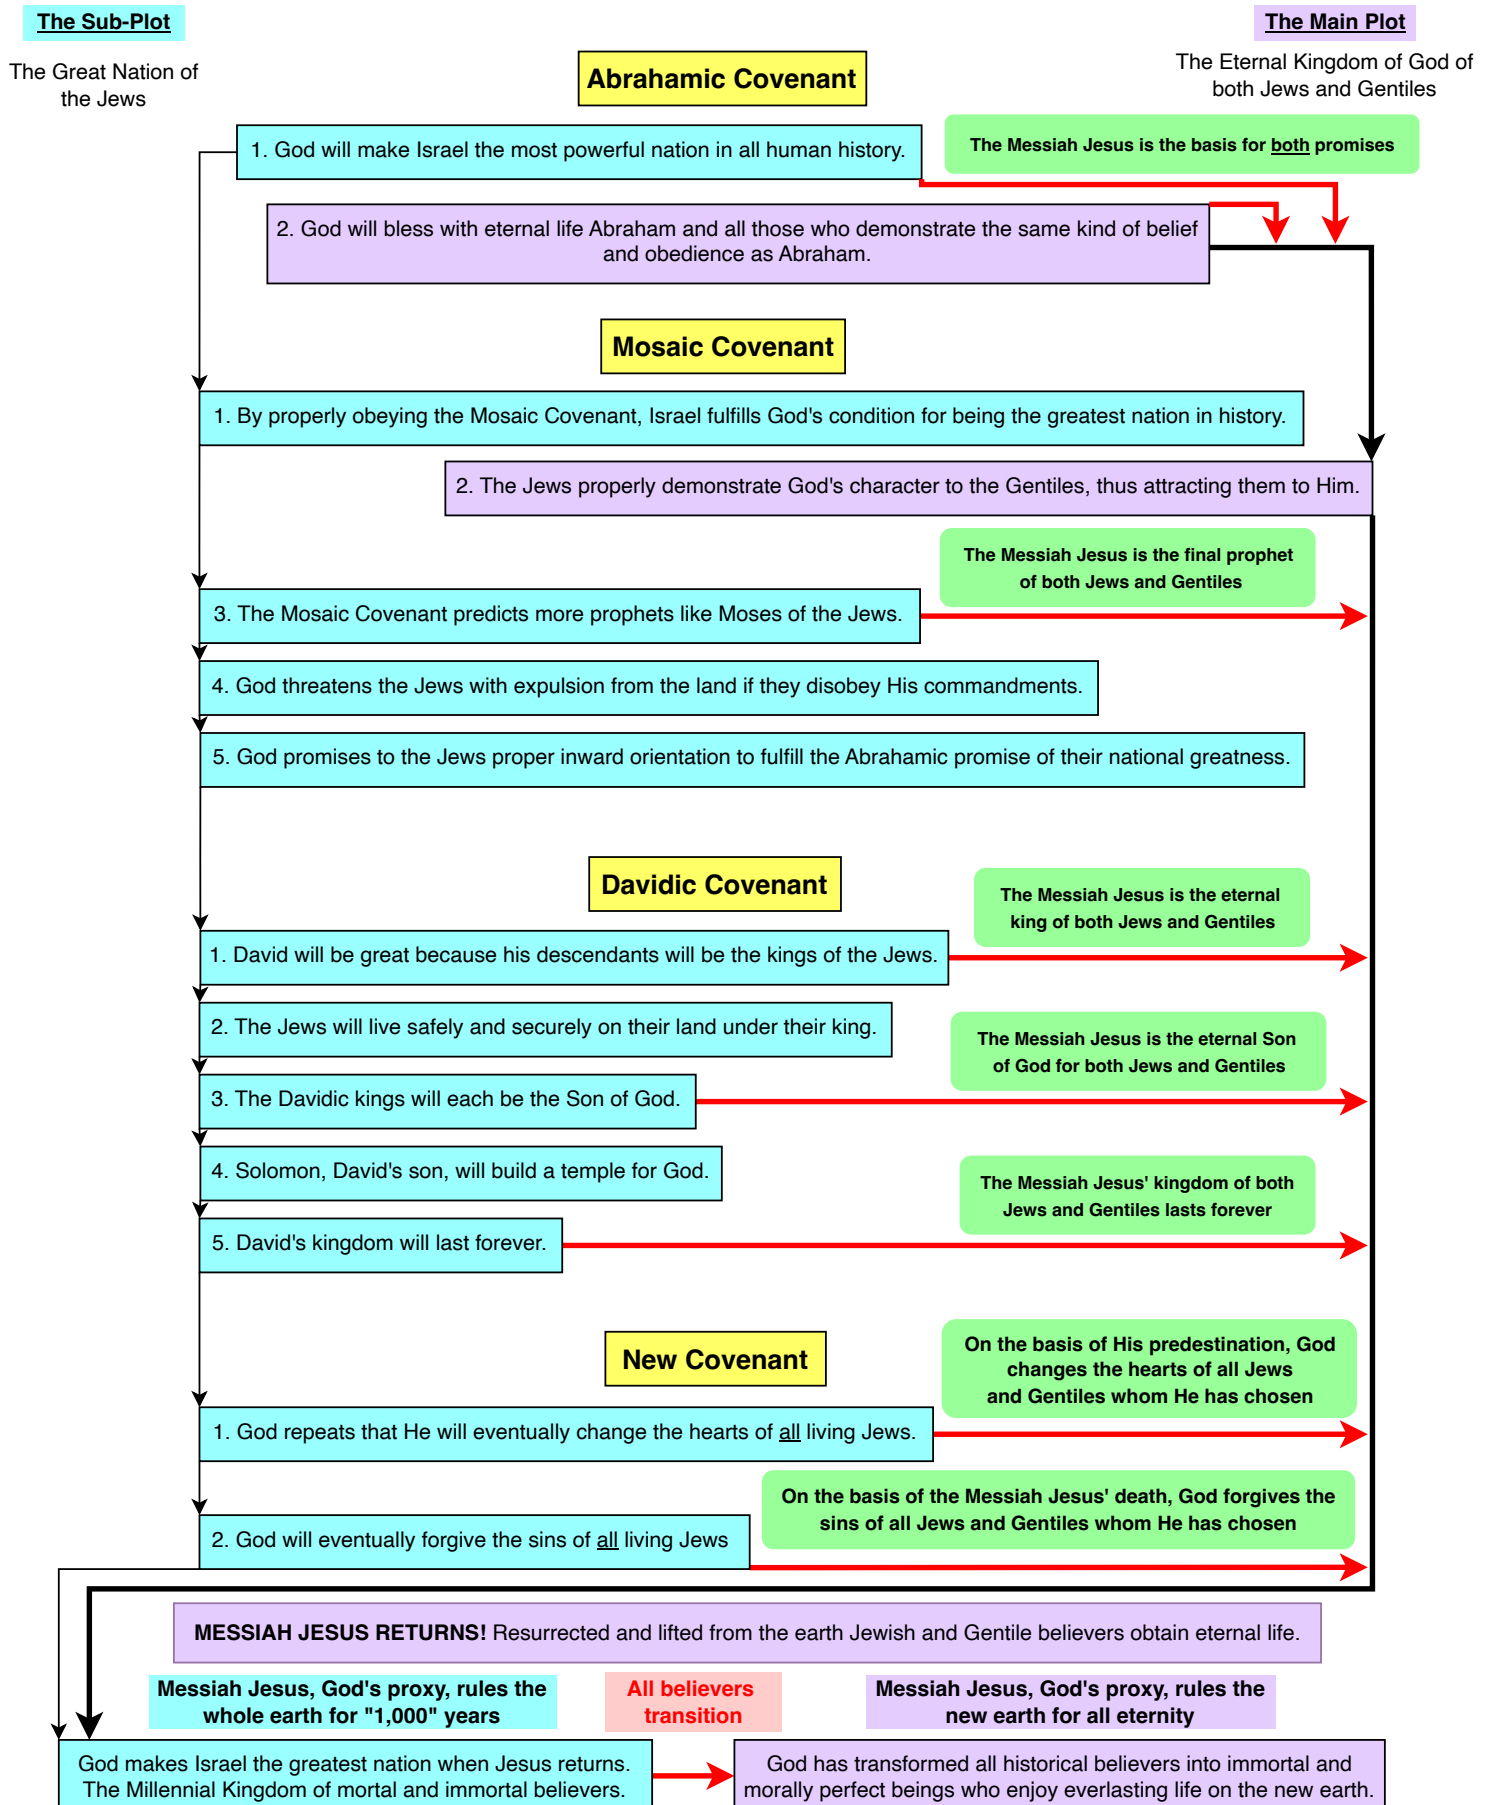 The Sub-Plot
The Main Plot
The Great Nation of
the Jews
The Eternal Kingdom of God of
both Jews and Gentiles
Abrahamic Covenant
1. God will make Israel the most powerful nation in all human history.
The Messiah Jesus is the basis for both promises
2. God will bless with eternal life Abraham and all those who demonstrate the same kind of belief
and obedience as Abraham.
Mosaic Covenant
1. By properly obeying the Mosaic Covenant, Israel fulfills God's condition for being the greatest nation in history.
2. The Jews properly demonstrate God's character to the Gentiles, thus attracting them to Him.
The Messiah Jesus is the final prophet
of both Jews and Gentiles
3. The Mosaic Covenant predicts more prophets like Moses of the Jews.
4. God threatens the Jews with expulsion from the land if they disobey His commandments.
5. God promises to the Jews proper inward orientation to fulfill the Abrahamic promise of their national greatness.
Davidic Covenant
The Messiah Jesus is the eternal
king of both Jews and Gentiles
1. David will be great because his descendants will be the kings of the Jews.
2. The Jews will live safely and securely on their land under their king.
The Messiah Jesus is the eternal Son
of God for both Jews and Gentiles
3. The Davidic kings will each be the Son of God.
4. Solomon, David's son, will build a temple for God.
The Messiah Jesus' kingdom of both
Jews and Gentiles lasts forever
5. David's kingdom will last forever.
New Covenant
On the basis of His predestination, God
changes the hearts of all Jews
and Gentiles whom He has chosen
1. God repeats that He will eventually change the hearts of all living Jews.
On the basis of the Messiah Jesus' death, God forgives the
sins of all Jews and Gentiles whom He has chosen
2. God will eventually forgive the sins of all living Jews
MESSIAH JESUS RETURNS! Resurrected and lifted from the earth Jewish and Gentile believers obtain eternal life.
Messiah Jesus, God's proxy, rules the
whole earth for "1,000" years
All believers
transition
Messiah Jesus, God's proxy, rules the
new earth for all eternity
God makes Israel the greatest nation when Jesus returns.
The Millennial Kingdom of mortal and immortal believers.
God has transformed all historical believers into immortal and
morally perfect beings who enjoy everlasting life on the new earth.